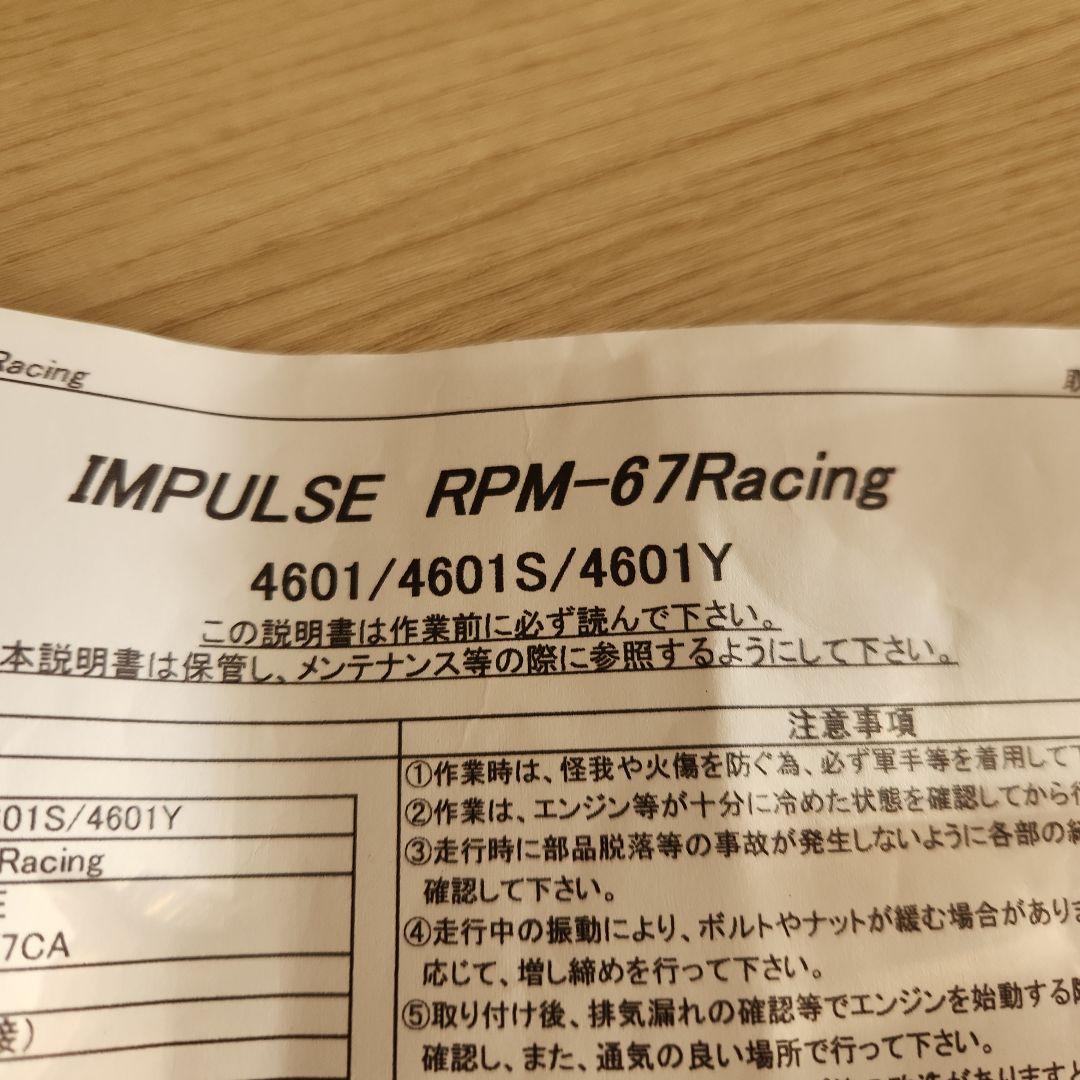 Racing
取
IMPULSE RPM-67Racing
4601/4601S/4601Y
この説明書は作業前に必ず読んで下さい。
本説明書は保管し、メンテナンス等の際に参照するようにして下さい。
注意事項
①作業時は、怪我や火傷を防ぐ為、必ず軍手等を着用して下
②作業は、エンジン等が十分に冷めた状態を確認してから行
③走行時に部品脱落等の事故が発生しないように各部の締
確認して下さい。
④走行中の振動により、ボルトやナットが緩む場合がありま
応じて、増し締めを行って下さい。
⑤取り付け後、排気漏れの確認等でエンジンを始動する際
確認し、また、通気の良い場所で行って下さい。
601S/4601Y
Racing
E
7CA
接)